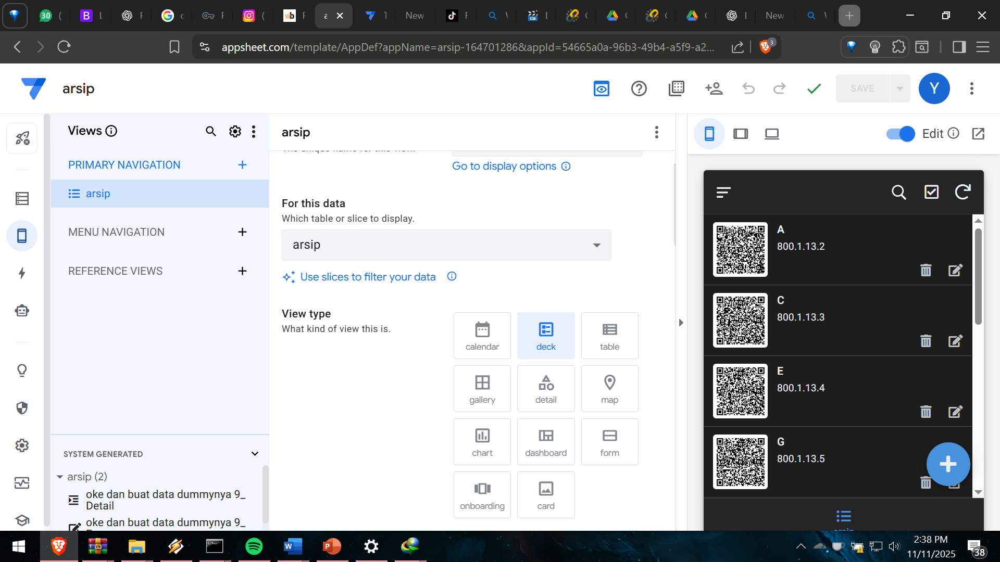 30
New
New
appsheet.com/template/AppDef?appName=arsip-164701286&appId=54665a0a-96b3-49b4-a5f9-a2...
3
arsip
SAVE
Y
Views
PRIMARY NAVIGATION
arsip
MENU NAVIGATION
REFERENCE VIEWS
SYSTEM GENERATED
arsip (2)
oke dan buat data dummynya 9_
Detail
oke dan buat data dummynya 9_
arsip
Go to display options
For this data
Which table or slice to display.
arsip
Use slices to filter your data
View type
What kind of view this is.
calendar
deck
table
gallery
detail
map
chart
dashboard
form
onboarding
card
Edit
A
800.1.13.2
C
800.1.13.3
E
800.1.13.4
G
800.1.13.5
2:38 PM
11/11/2025
38